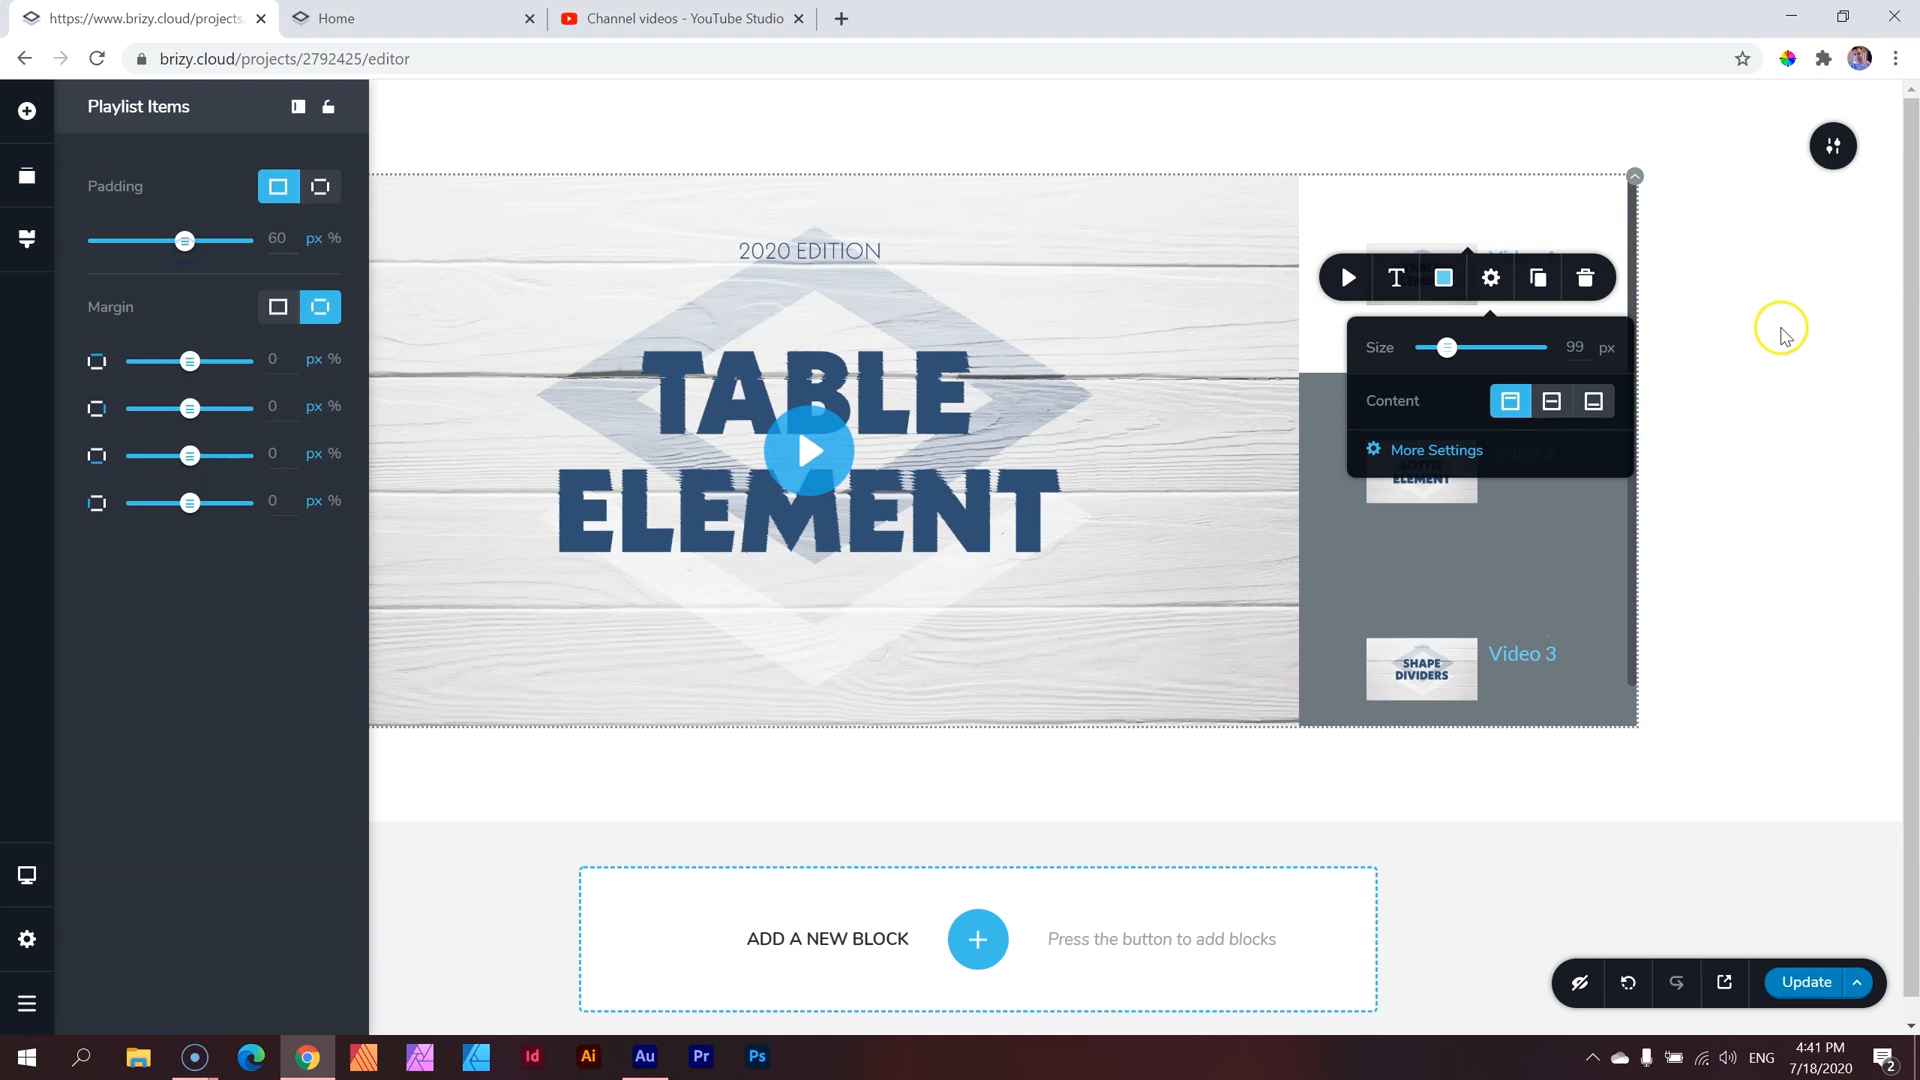 https://www.brizy.cloud/projects/
Home
Channel videos - YouTube Studio
brizy.cloud/projects/2792425/editor
Playlist Items
Padding
60 px %
Margin
0 px %
0 px %
0 px %
0 px %
2020 EDITION
TABLE
ELEMENT
Size 99 px
Content
More Settings
ELEMENT
Video 3
SHAPE
DIVIDERS
ADD A NEW BLOCK
Press the button to add blocks
Update
Id
Ai
Au
Pr
Ps
ENG
4:41 PM
7/18/2020
2